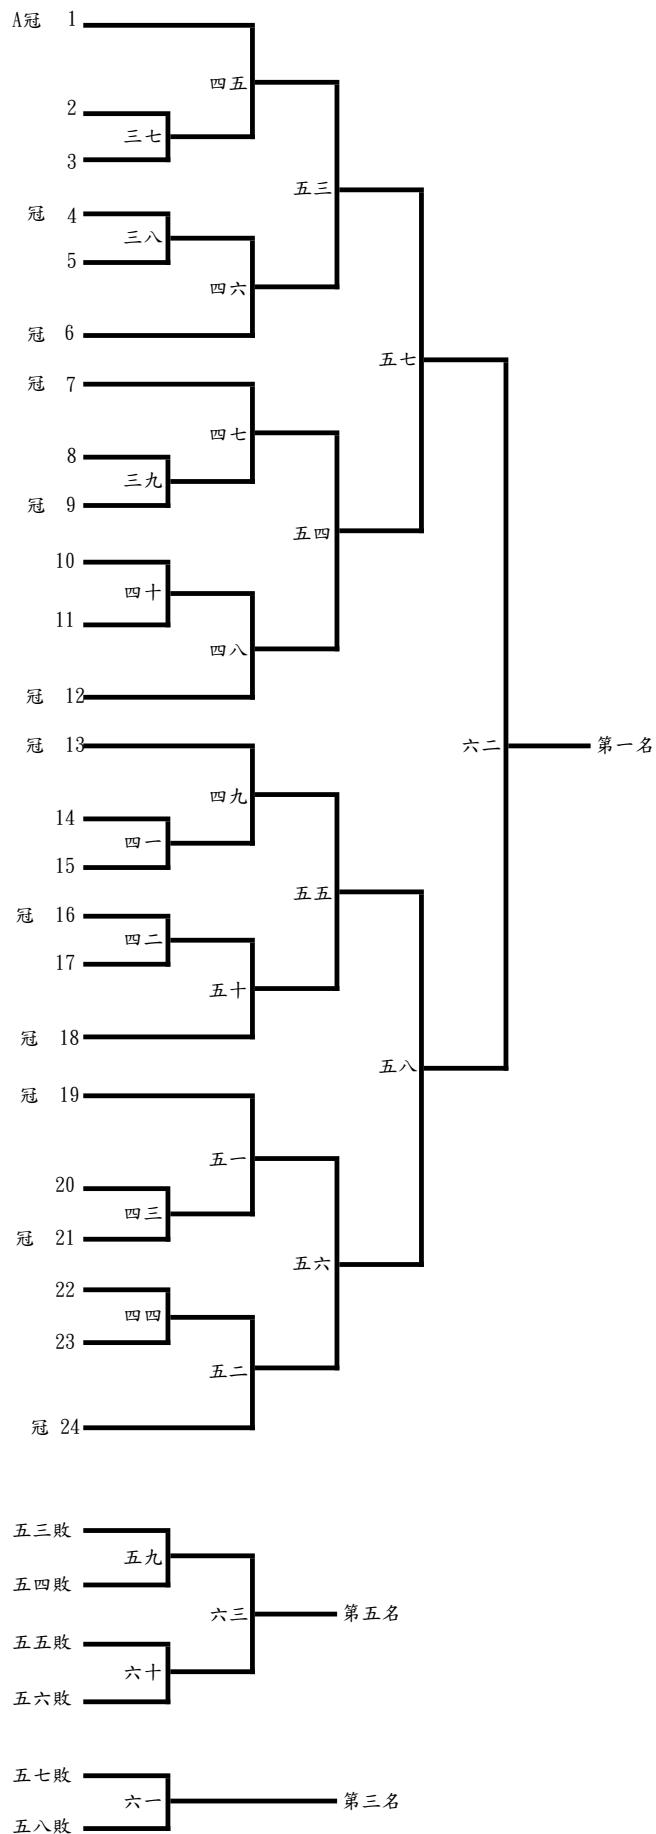 A冠 1
四五
2
三七
3
五三
冠 4
三八
5
四六
冠 6
五七
冠 7
四七
8
三九
冠 9
五四
10
四十
11
四八
冠 12
冠 13
六二 第一名
四九
14
四一
15
五五
冠 16
四二
17
五十
冠 18
五八
冠 19
五一
20
四三
冠 21
五六
22
四四
23
五二
冠 24
五三敗
五九
五四敗
六三 第五名
五五敗
六十
五六敗
五七敗
六一 第三名
五八敗